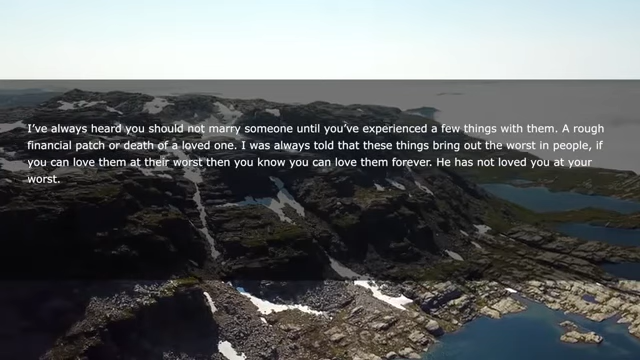 I've always heard you should not marry someone until you've experienced a few things with them. A rough
financial patch or death of a loved one. I was always told that these things bring out the worst in people, if
you can love them at their worst then you know you can love them forever. He has not loved you at your
worst.